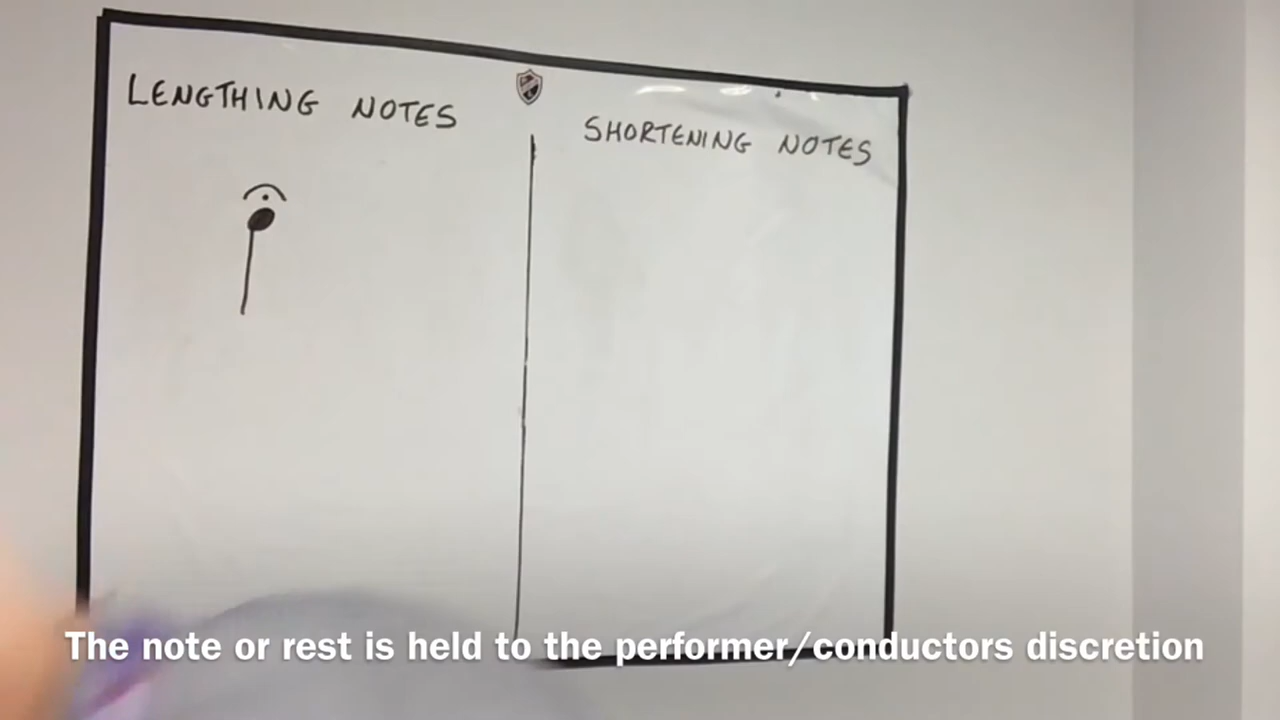 LENGTHING NOTES
SHORTENING NOTES
The note or rest is held to the performer/conductors discretion